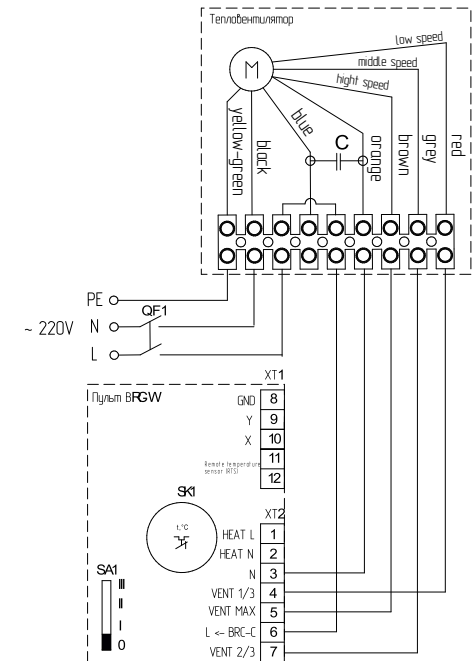 Тепловентилятор
low speed
middle speed
hight speed
M
yellow-green
black
blue
C
orange
brown
grey
red
PE
QF1
~ 220V
N
L
XT1
Пульт BRGW
GND 8
Y 9
X 10
11
Remote temperature
sensor (RTS)
12
SK1
t,°C
XT2
HEAT L 1
HEAT N 2
N 3
VENT 1/3 4
VENT MAX 5
L <- BRC-C 6
VENT 2/3 7
SA1
III
II
I
0